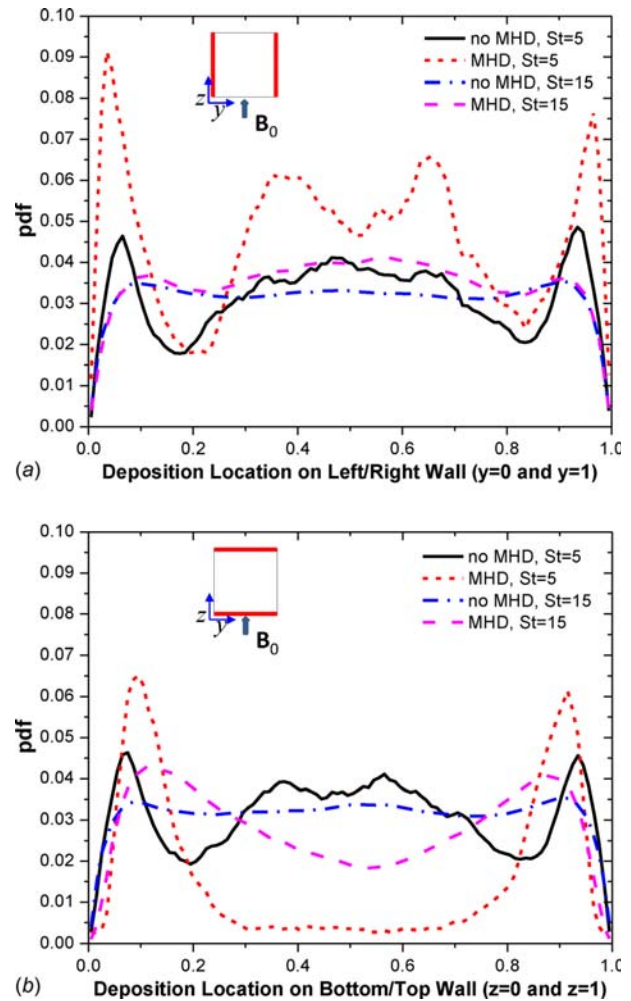 0.10
0.09
0.08
0.07
0.06
0.05
0.04
0.03
0.02
0.01
0.00
pdf
z
y
B0
no MHD, St=5
MHD, St=5
no MHD, St=15
MHD, St=15
0.0 0.2 0.4 0.6 0.8 1.0
(a) Deposition Location on Left/Right Wall (y=0 and y=1)
0.10
0.09
0.08
0.07
0.06
0.05
0.04
0.03
0.02
0.01
0.00
pdf
z
y
B0
no MHD, St=5
MHD, St=5
no MHD, St=15
MHD, St=15
0.0 0.2 0.4 0.6 0.8 1.0
(b) Deposition Location on Bottom/Top Wall (z=0 and z=1)